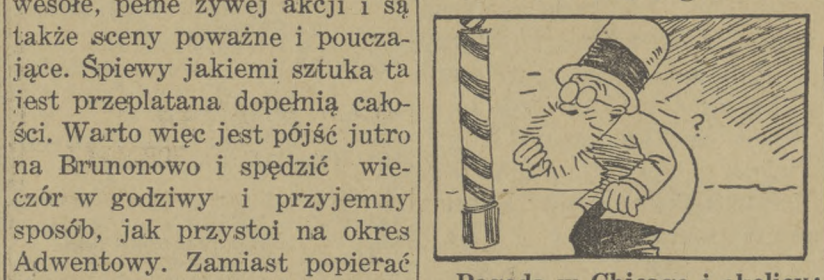 wesołe, pełne żywej akcji i są
także sceny poważne i poucza-
jące. Śpiewy jakiemi sztuka ta
jest przeplatana dopełnią cało-
ści. Warto więc jest pójść jutro
na Brunonowo i spędzić wie-
czór w godziwy i przyjemny
sposób, jak przystoi na okres
Adwentowy. Zamiast popierać
?
Chicago i okolicy: